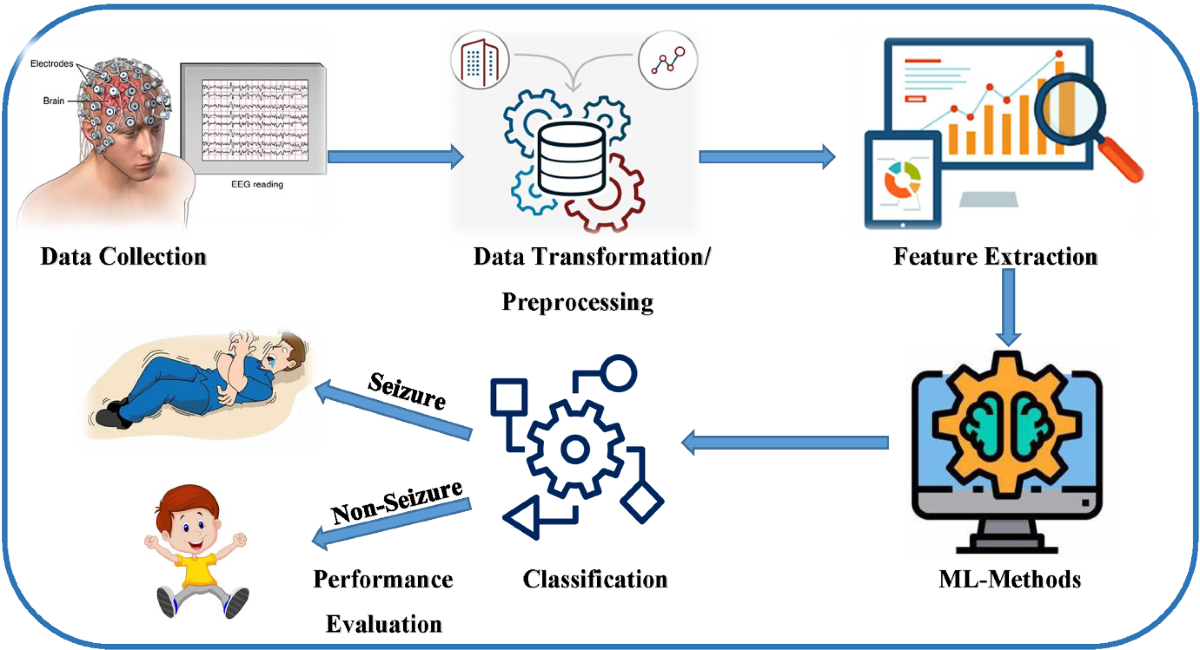 Electrodes
Brain
EEG reading
Data Collection
Data Transformation/
Preprocessing
Feature Extraction
Seizure
Non-Seizure
Performance
Evaluation
Classification
ML-Methods